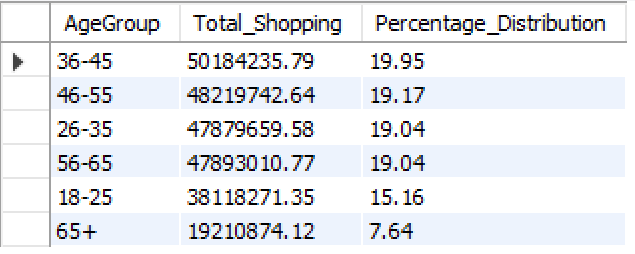 AgeGroup Total_Shopping Percentage_Distribution
36-45 50184235.79 19.95
46-55 48219742.64 19.17
26-35 47879659.58 19.04
56-65 47893010.77 19.04
18-25 38118271.35 15.16
65+ 19210874.12 7.64